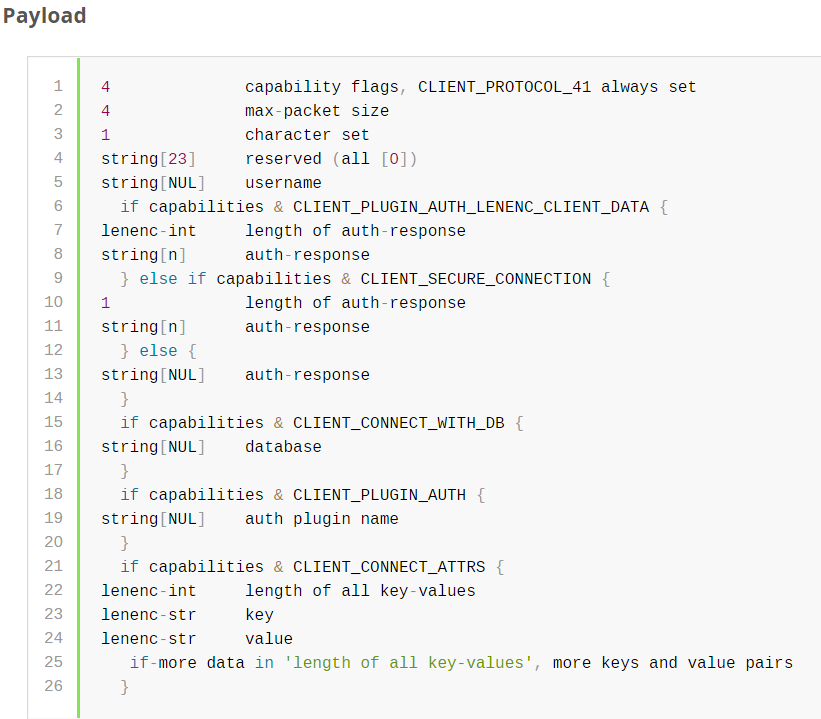 Payload
1 4 capability flags, CLIENT_PROTOCOL_41 always set
2 4 max-packet size
3 1 character set
4 string[23] reserved (all [0])
5 string[NUL] username
6 if capabilities & CLIENT_PLUGIN_AUTH_LENENC_CLIENT_DATA {
7 lenenc-int length of auth-response
8 string[n] auth-response
9 } else if capabilities & CLIENT_SECURE_CONNECTION {
10 1 length of auth-response
11 string[n] auth-response
12 } else {
13 string[NUL] auth-response
14 }
15 if capabilities & CLIENT_CONNECT_WITH_DB {
16 string[NUL] database
17 }
18 if capabilities & CLIENT_PLUGIN_AUTH {
19 string[NUL] auth plugin name
20 }
21 if capabilities & CLIENT_CONNECT_ATTRS {
22 lenenc-int length of all key-values
23 lenenc-str key
24 lenenc-str value
25 if-more data in 'length of all key-values', more keys and value pairs
26 }